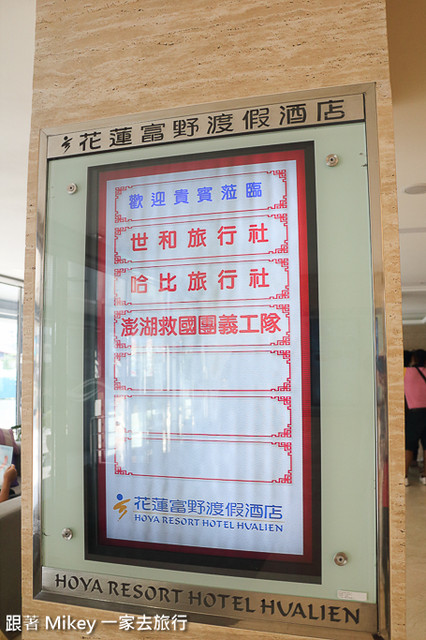 花蓮富野渡假酒店
歡迎貴賓蒞臨
世和旅行社
哈比旅行社
澎湖救國團義工隊
花蓮富野渡假酒店
HOYA RESORT HOTEL HUALIEN
HOYA RESORT HOTEL HUALIEN
跟著 Mikey 一家去旅行